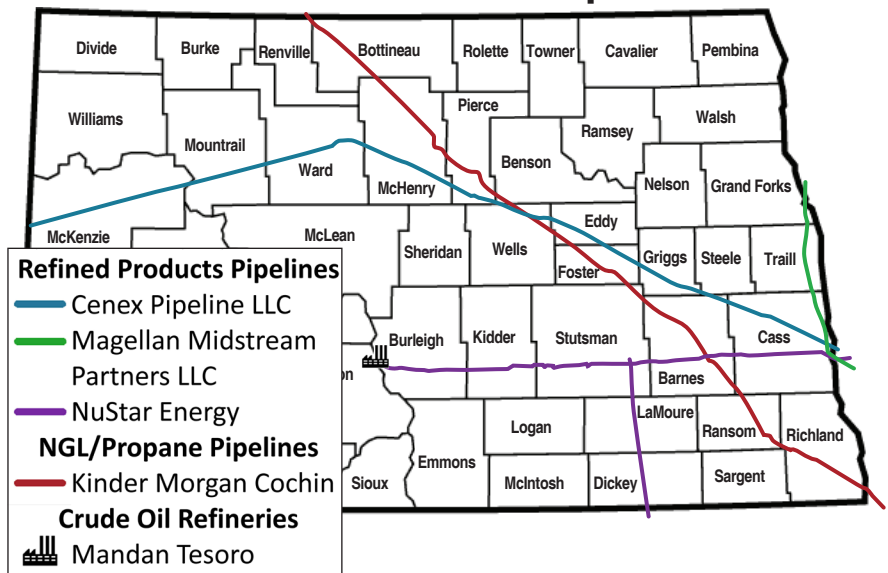 Divide
Burke
Renville
Bottineau
Rolette
Towner
Cavalier
Pembina
Williams
Mountrail
Ward
McHenry
Pierce
Benson
Ramsey
Walsh
Nelson
Grand Forks
McKenzie
McLean
Sheridan
Wells
Eddy
Foster
Griggs
Steele
Traill
Burleigh
Kidder
Stutsman
Barnes
Cass
Logan
LaMoure
Ransom
Richland
Emmons
Sioux
McIntosh
Dickey
Sargent
Refined Products Pipelines
Cenex Pipeline LLC
Magellan Midstream
Partners LLC
NuStar Energy
NGL/Propane Pipelines
Kinder Morgan Cochin
Crude Oil Refineries
Mandan Tesoro